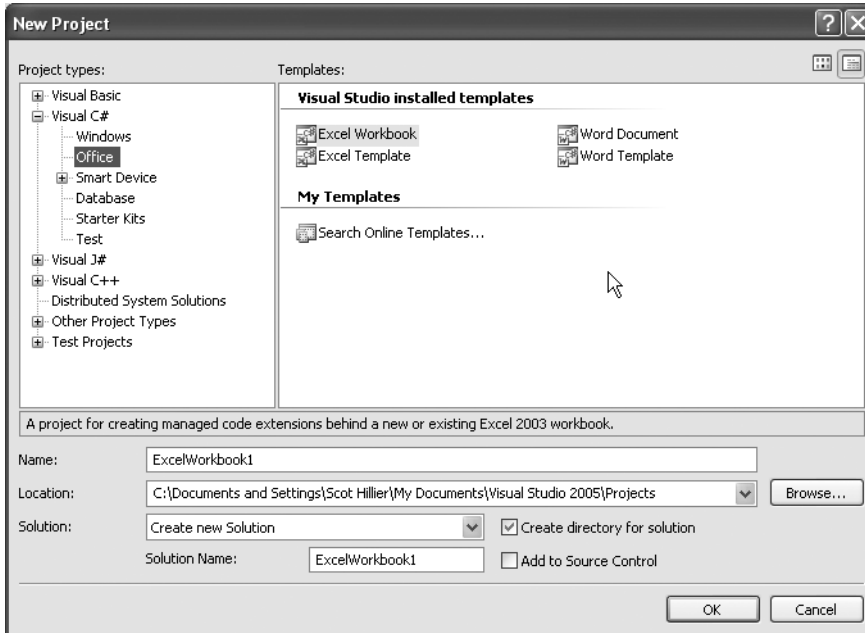 New Project
Project types:
Templates:
Visual Basic
Visual C#
Windows
Office
Smart Device
Database
Starter Kits
Test
Visual J#
Visual C++
Distributed System Solutions
Other Project Types
Test Projects
Visual Studio installed templates
Excel Workbook
Word Document
Excel Template
Word Template
My Templates
Search Online Templates...
A project for creating managed code extensions behind a new or existing Excel 2003 workbook.
Name:
ExcelWorkbook1
Location:
C:\Documents and Settings\Scot Hillier\My Documents\Visual Studio 2005\Projects
Browse...
Solution:
Create new Solution
Create directory for solution
Solution Name:
ExcelWorkbook1
Add to Source Control
OK
Cancel